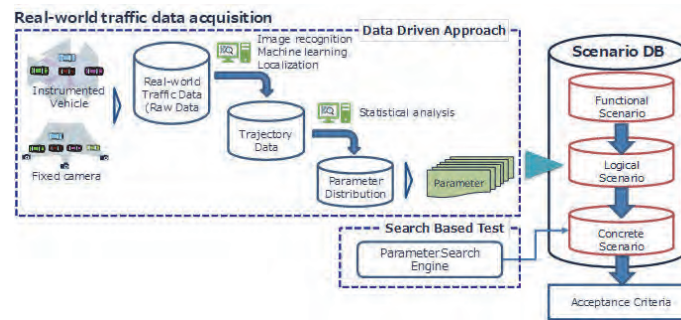 Real-world traffic data acquisition
Data Driven Approach
Image recognition
Machine learning
Localization
Instrumented
Vehicle
Fixed camera
Real-world
Traffic Data
(Raw Data
Trajectory
Data
Statistical analysis
Parameter
Distribution
Parameter
Search Based Test
Parameter Search
Engine
Scenario DB
Functional
Scenario
Logical
Scenario
Concrete
Scenario
Acceptance Criteria